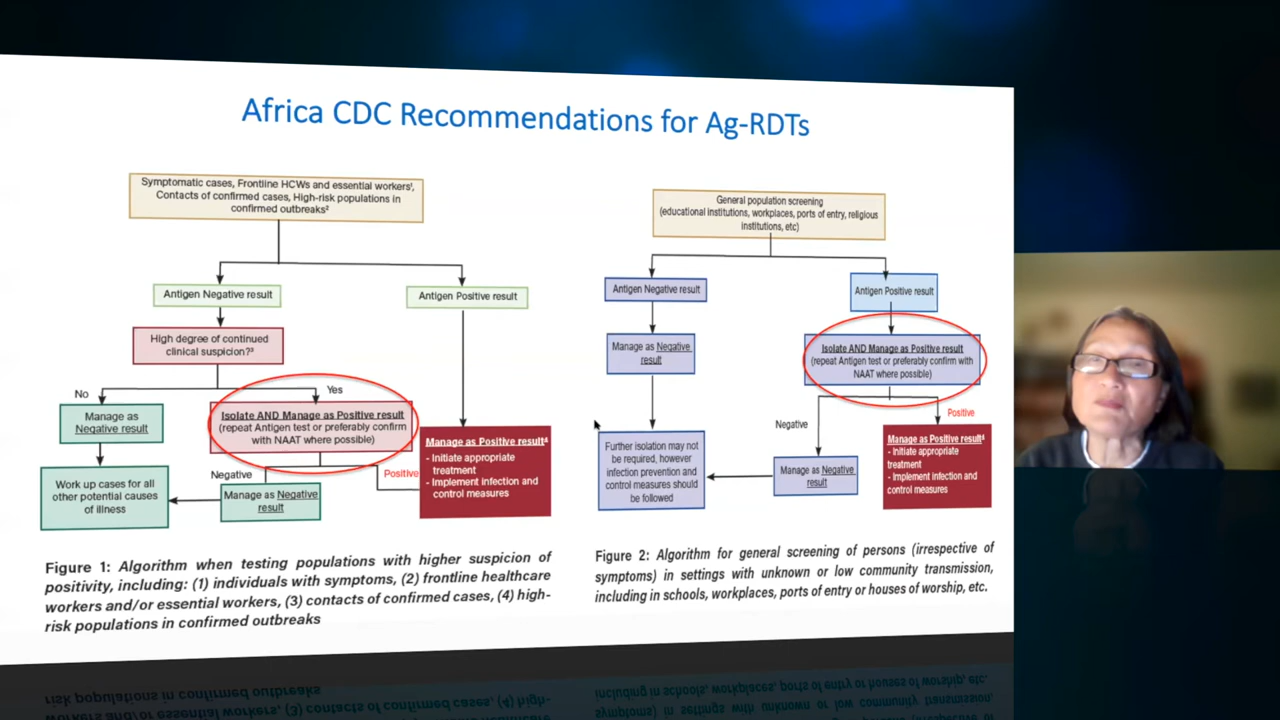 Africa CDC Recommendations for Ag-RDTs
Symptomatic cases, Frontline HCWs and essential workers¹,
Contacts of confirmed cases, High-risk populations in
confirmed outbreaks²
Antigen Negative result
Antigen Positive result
High degree of continued
clinical suspicion?³
No
Yes
Manage as
Negative result
Isolate AND Manage as Positive result
(repeat Antigen test or preferably confirm
with NAAT where possible)
Manage as Positive result⁴
- Initiate appropriate
treatment
- Implement infection and
control measures
Negative
Positive
Work up cases for all
other potential causes
of illness
Manage as Negative
result
Figure 1: Algorithm when testing populations with higher suspicion of
positivity, including: (1) individuals with symptoms, (2) frontline healthcare
workers and/or essential workers, (3) contacts of confirmed cases, (4) high-
risk populations in confirmed outbreaks
General population screening
(educational institutions, workplaces, ports of entry, religious
institutions, etc)
Antigen Negative result
Antigen Positive result
Manage as Negative
result
Isolate AND Manage as Positive result
(repeat Antigen test or preferably confirm with
NAAT where possible)
Negative
Positive
Further isolation may not
be required, however
infection prevention and
control measures should
be followed
Manage as Negative
result
Manage as Positive result⁴
- Initiate appropriate
treatment
- Implement infection and
control measures
Figure 2: Algorithm for general screening of persons (irrespective of
symptoms) in settings with unknown or low community transmission,
including in schools, workplaces, ports of entry or houses of worship, etc.